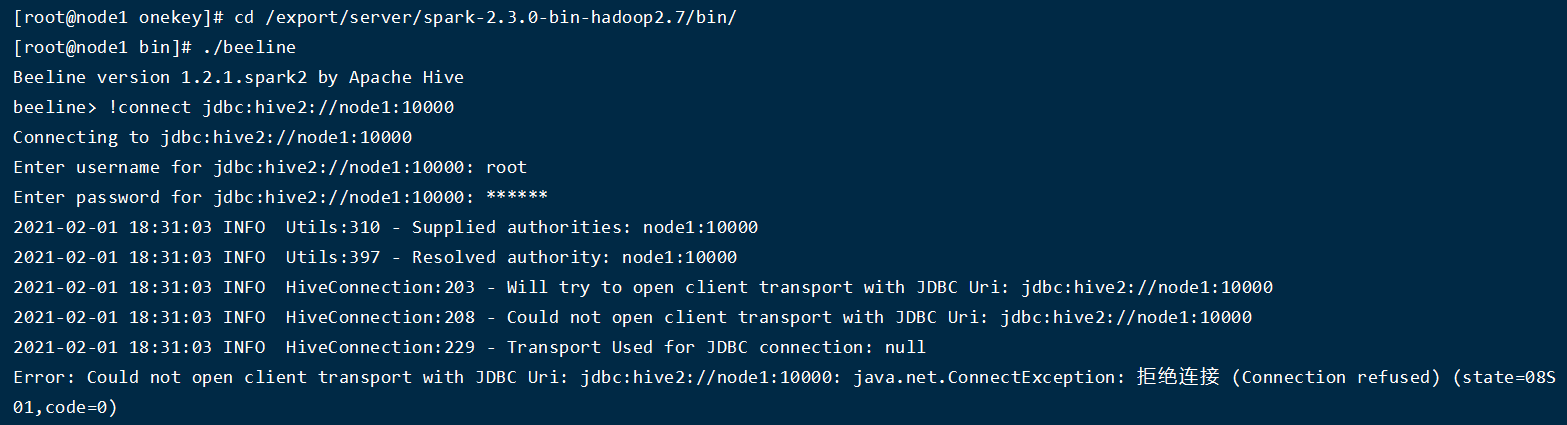 [root@node1 onekey]# cd /export/server/spark-2.3.0-bin-hadoop2.7/bin/
[root@node1 bin]# ./beeline
Beeline version 1.2.1.spark2 by Apache Hive
beeline> !connect jdbc:hive2://node1:10000
Connecting to jdbc:hive2://node1:10000
Enter username for jdbc:hive2://node1:10000: root
Enter password for jdbc:hive2://node1:10000: ******
2021-02-01 18:31:03 INFO  Utils:310 - Supplied authorities: node1:10000
2021-02-01 18:31:03 INFO  Utils:397 - Resolved authority: node1:10000
2021-02-01 18:31:03 INFO  HiveConnection:203 - Will try to open client transport with JDBC Uri: jdbc:hive2://node1:10000
2021-02-01 18:31:03 INFO  HiveConnection:208 - Could not open client transport with JDBC Uri: jdbc:hive2://node1:10000
2021-02-01 18:31:03 INFO  HiveConnection:229 - Transport Used for JDBC connection: null
Error: Could not open client transport with JDBC Uri: jdbc:hive2://node1:10000: java.net.ConnectException: 拒绝连接 (Connection refused) (state=08S
01,code=0)